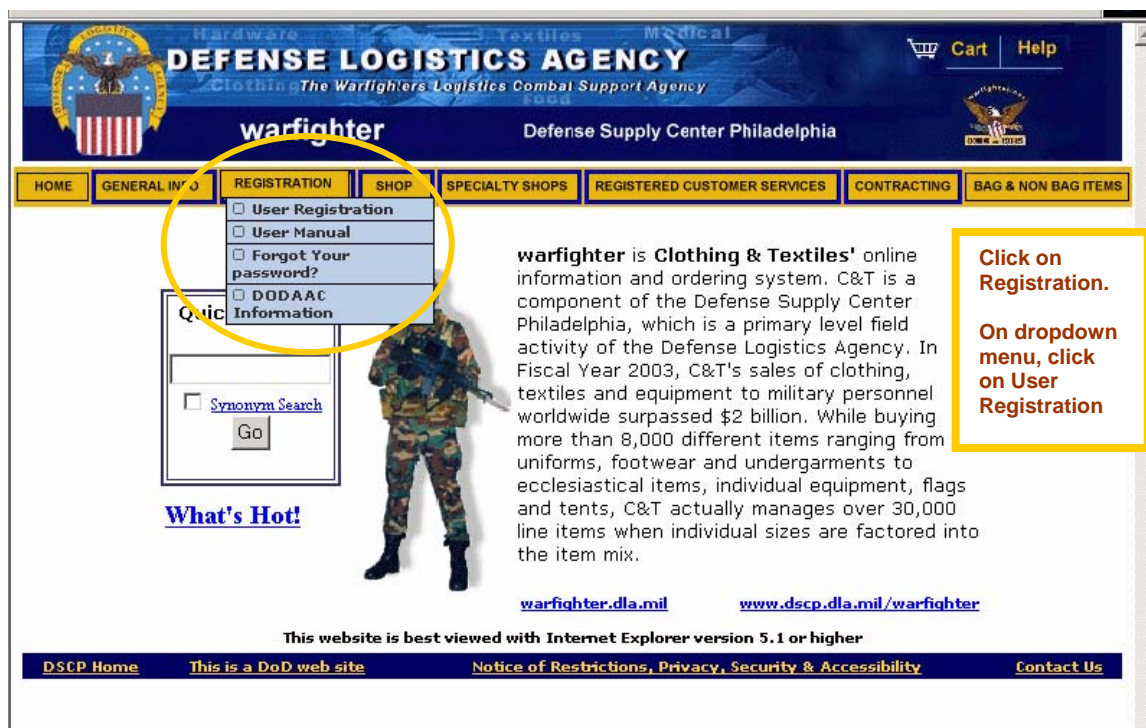 Hardware Textiles Medical
DEFENSE LOGISTICS AGENCY
Clothing The Warfighters Logistics Combat Support Agency
Food
Cart Help
warfighter Defense Supply Center Philadelphia
HOME GENERAL INFO REGISTRATION SHOP SPECIALTY SHOPS REGISTERED CUSTOMER SERVICES CONTRACTING BAG & NON BAG ITEMS
User Registration
User Manual
Forgot Your
password?
DODAAC
Information
Quic
Synonym Search
Go
What's Hot!
warfighter is Clothing & Textiles' online
information and ordering system. C&T is a
component of the Defense Supply Center
Philadelphia, which is a primary level field
activity of the Defense Logistics Agency. In
Fiscal Year 2003, C&T's sales of clothing,
textiles and equipment to military personnel
worldwide surpassed $2 billion. While buying
more than 8,000 different items ranging from
uniforms, footwear and undergarments to
ecclesiastical items, individual equipment, flags
and tents, C&T actually manages over 30,000
line items when individual sizes are factored into
the item mix.
warfighter.dla.mil www.dscp.dla.mil/warfighter
Click on
Registration.
On dropdown
menu, click
on User
Registration
This website is best viewed with Internet Explorer version 5.1 or higher
DSCP Home This is a DoD web site Notice of Restrictions, Privacy, Security & Accessibility Contact Us